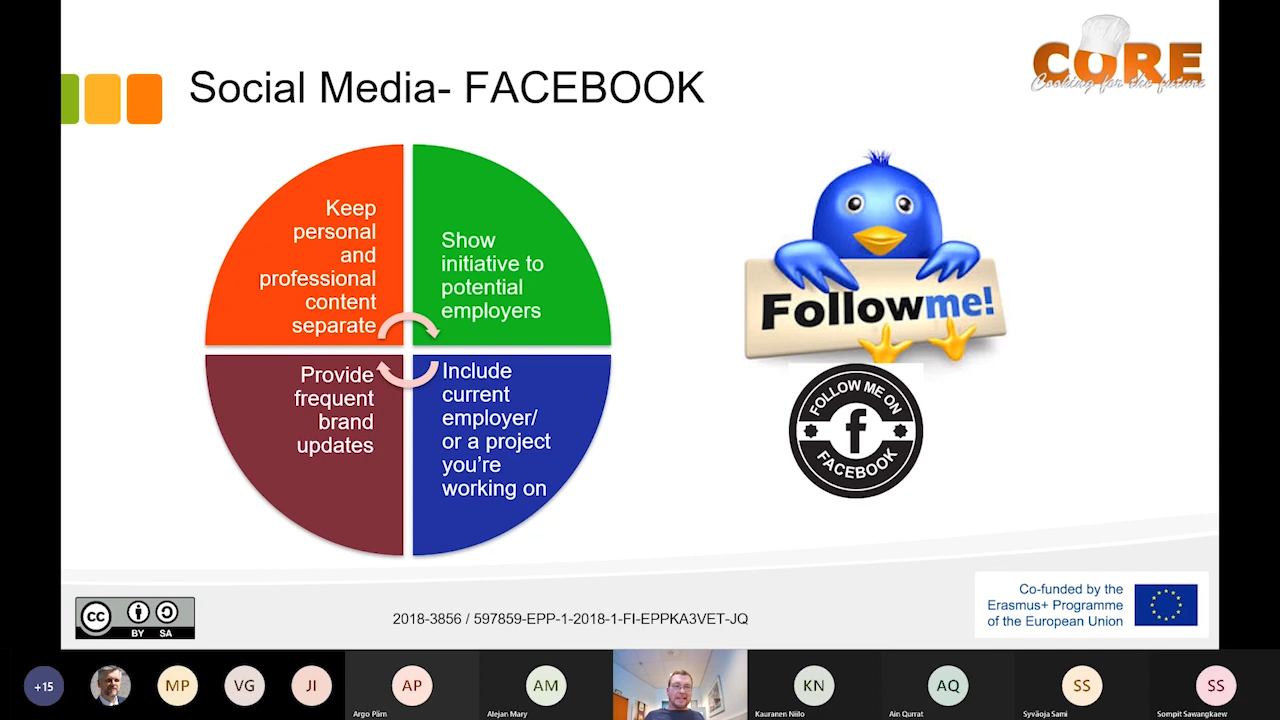 CORE
Cooking for the future
Social Media- FACEBOOK
Keep
personal
and
professional
content
separate
Show
initiative to
potential
employers
Provide
frequent
brand
updates
Include
current
employer/
or a project
you’re
working on
Followme!
FOLLOW ME ON
f
FACEBOOK
cc
BY SA
2018-3856 / 597859-EPP-1-2018-1-FI-EPPKA3VET-JQ
Co-funded by the
Erasmus+ Programme
of the European Union
+15
MP
VG
JI
AP
Argo Pärn
AM
Alejan Mary
KN
Kauranen Niilo
AQ
Ain Qurrat
SS
Syväoja Sami
SS
Sompit Sawangkaew